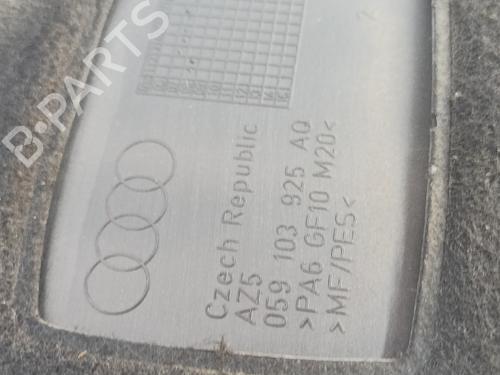 B-PARTS
Czech Republic
AZ5
059 103 925 AQ
>PA6 GF10 M20<
>MF/PES<